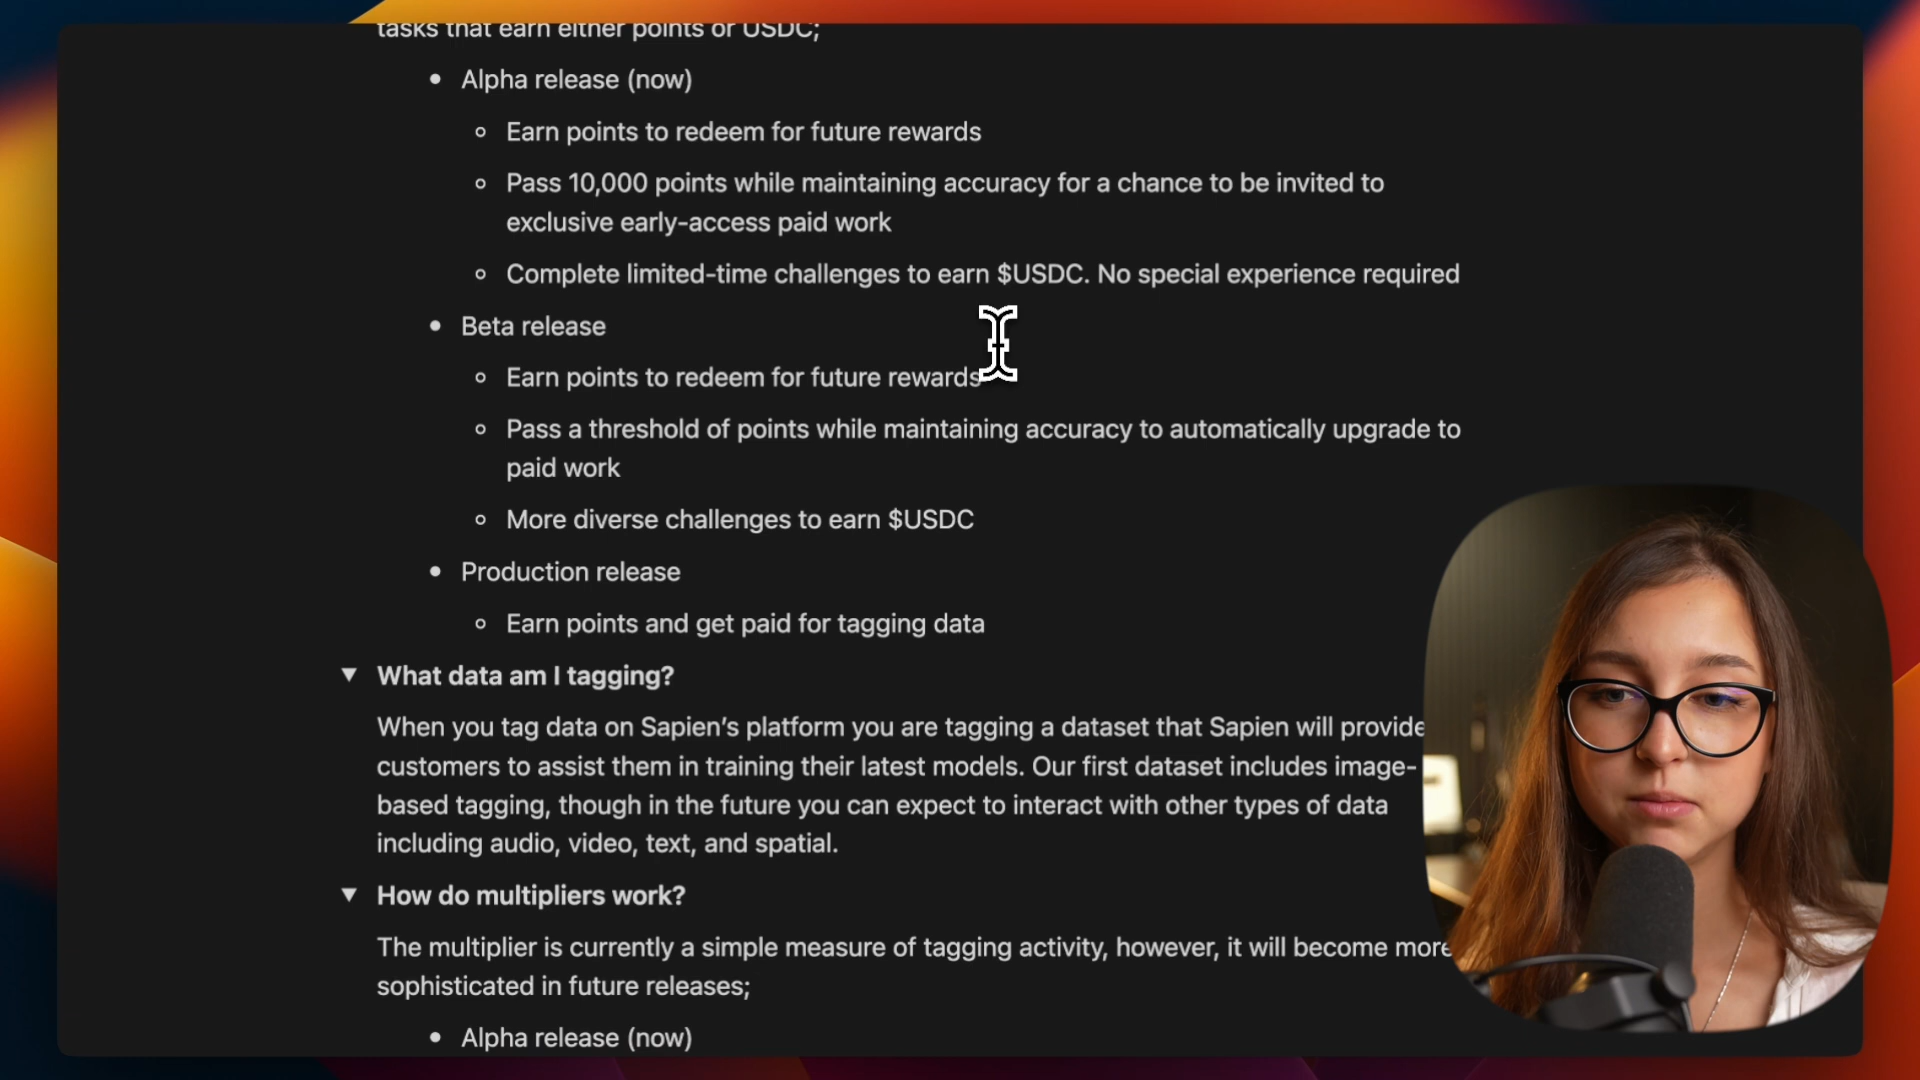 tasks that earn either points or USDC;
• Alpha release (now)
◦ Earn points to redeem for future rewards
◦ Pass 10,000 points while maintaining accuracy for a chance to be invited to
exclusive early-access paid work
◦ Complete limited-time challenges to earn $USDC. No special experience required
• Beta release
◦ Earn points to redeem for future rewards
◦ Pass a threshold of points while maintaining accuracy to automatically upgrade to
paid work
◦ More diverse challenges to earn $USDC
• Production release
◦ Earn points and get paid for tagging data
▼ What data am I tagging?
When you tag data on Sapien’s platform you are tagging a dataset that Sapien will provide
customers to assist them in training their latest models. Our first dataset includes image-
based tagging, though in the future you can expect to interact with other types of data
including audio, video, text, and spatial.
▼ How do multipliers work?
The multiplier is currently a simple measure of tagging activity, however, it will become more
sophisticated in future releases;
• Alpha release (now)